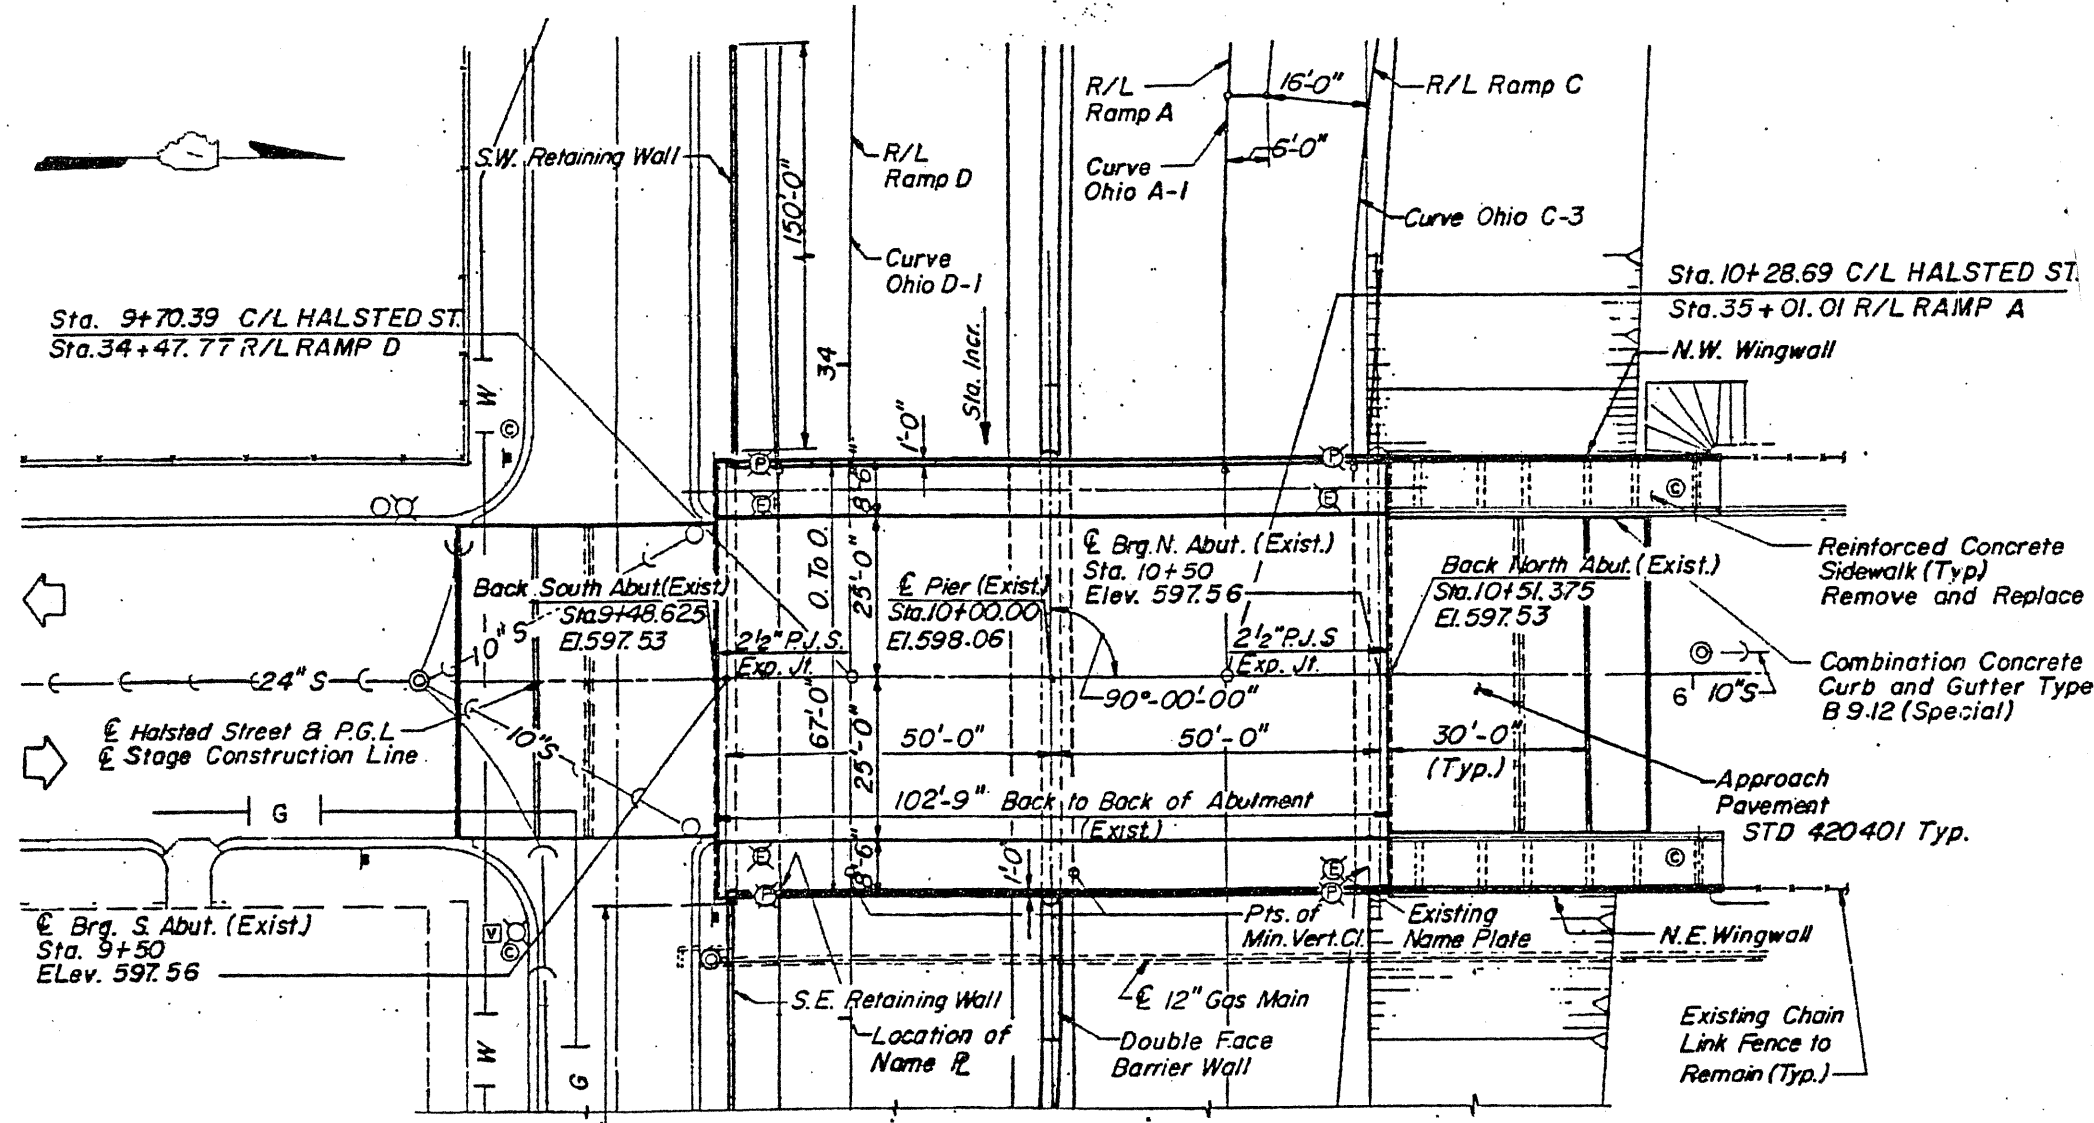 R/L
Ramp A
16'-0"
R/L Ramp C
S.W. Retaining Wall
R/L
Ramp D
150'-0"
6'-0"
Curve
Ohio A-1
Curve Ohio C-3
Curve
Ohio D-1
Sta. 10+28.69 C/L HALSTED ST.
Sta. 35+01.01 R/L RAMP A
Sta. 9+70.39 C/L HALSTED ST.
Sta. 34+47.77 R/L RAMP D
N.W. Wingwall
34
Sta. Incr.
W
C
1'-0"
P
P
8'-6"
E
E
C
℄ Brg. N. Abut. (Exist.)
Sta. 10+50
Elev. 597.56
Reinforced Concrete
Sidewalk (Typ)
Remove and Replace
Back South Abut. (Exist.)
Sta. 9+48.625
El. 597.53
67'-0" O. To O.
25'-0"
℄ Pier (Exist.)
Sta. 10+00.00
El. 598.06
Back North Abut. (Exist.)
Sta. 10+51.375
El. 597.53
10" S
2½" P.J.S.
Exp. Jt.
2½" P.J.S
Exp. Jt.
24" S
90°-00'-00"
6'
10" S
Combination Concrete
Curb and Gutter Type
B 9.12 (Special)
℄ Halsted Street & P.G.L
℄ Stage Construction Line
10" S
25'-0"
50'-0"
50'-0"
30'-0"
(Typ.)
Approach
Pavement
STD 420401 Typ.
G
102'-9" Back to Back of Abutment
(Exist.)
8'-6"
1'-0"
E
E
C
P
P
℄ Brg. S. Abut. (Exist.)
Sta. 9+50
ELev. 597.56
V
C
Pts. of
Min. Vert. Cl.
Existing
Name Plate
N.E. Wingwall
S.E. Retaining Wall
℄ 12" Gas Main
Location of
Name ℄
Double Face
Barrier Wall
Existing Chain
Link Fence to
Remain (Typ.)
W
G